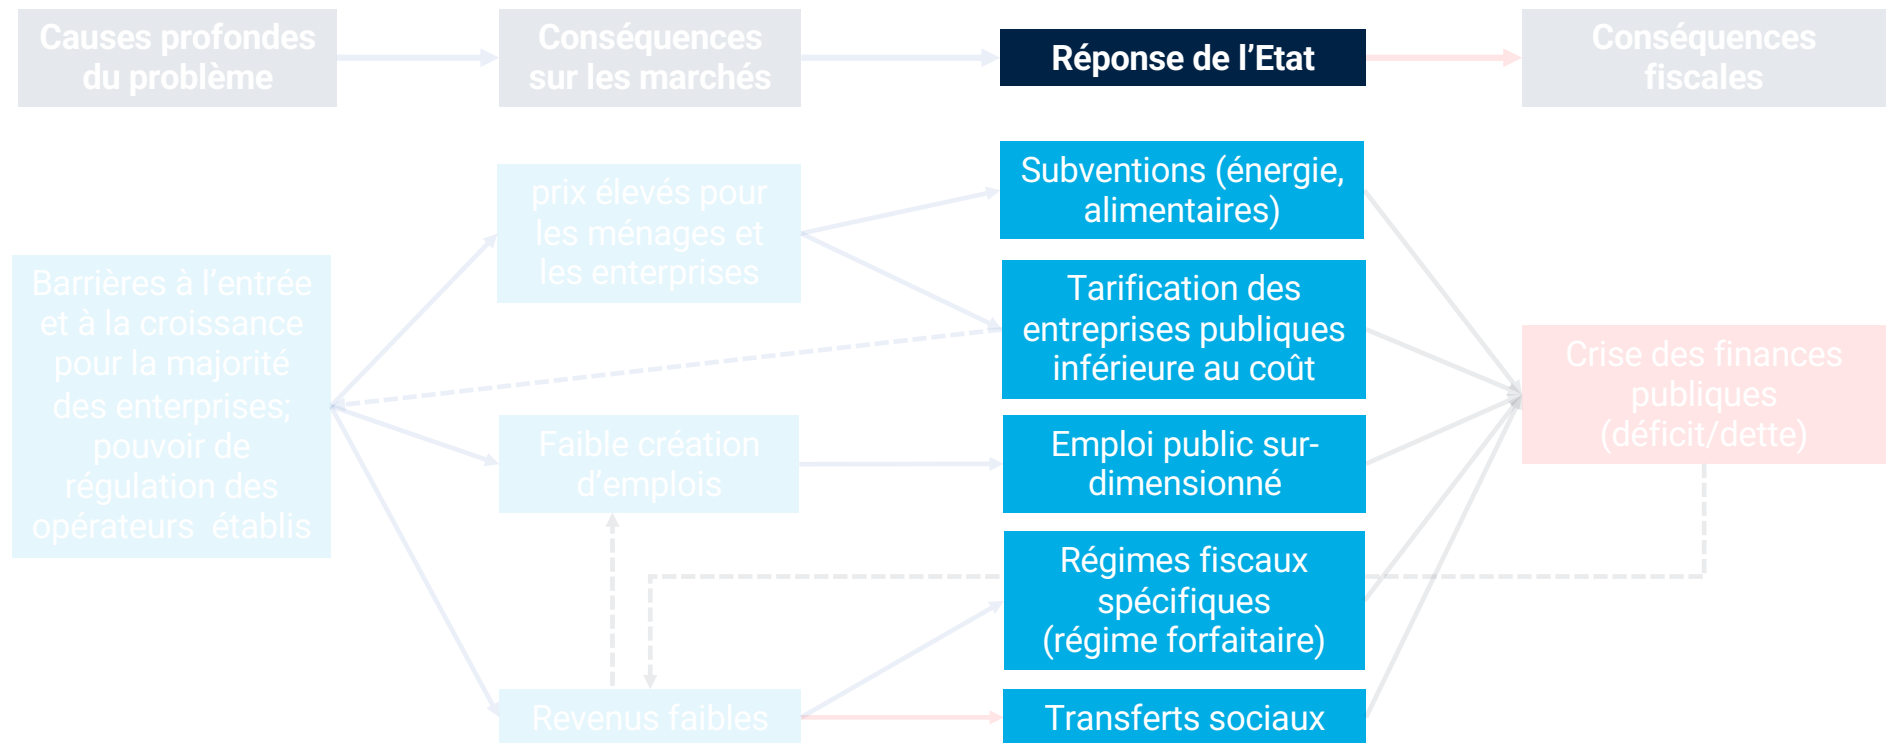 Causes profondes
du problème
Conséquences
sur les marchés
Réponse de l’Etat
Conséquences
fiscales
Barrières à l’entrée
et à la croissance
pour la majorité
des enterprises;
pouvoir de
régulation des
opérateurs établis
prix élevés pour
les ménages et
les enterprises
Faible création
d’emplois
Revenus faibles
Subventions (énergie,
alimentaires)
Tarification des
entreprises publiques
inférieure au coût
Emploi public sur-
dimensionné
Régimes fiscaux
spécifiques
(régime forfaitaire)
Transferts sociaux
Crise des finances
publiques
(déficit/dette)